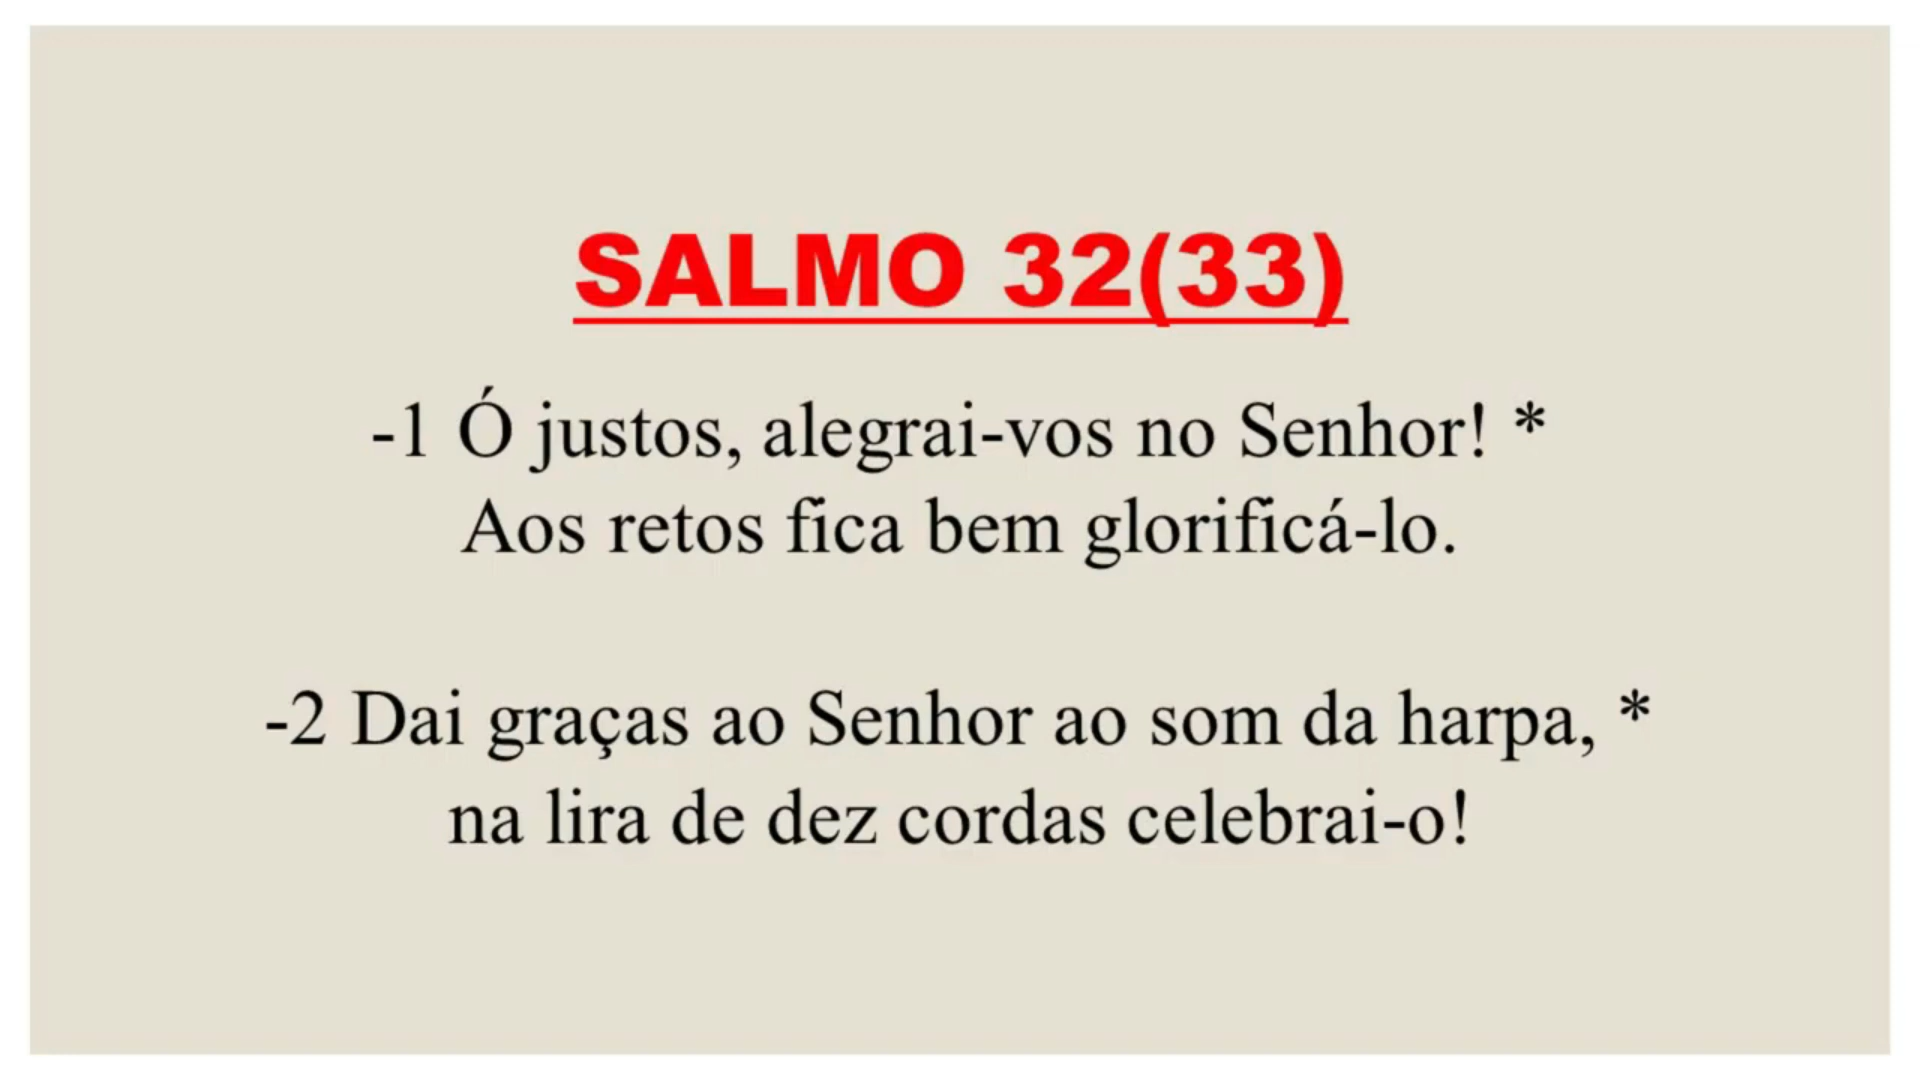 SALMO 32(33)
-1 Ó justos, alegrai-vos no Senhor! *
Aos retos fica bem glorificá-lo.
-2 Dai graças ao Senhor ao som da harpa, *
na lira de dez cordas celebrai-o!